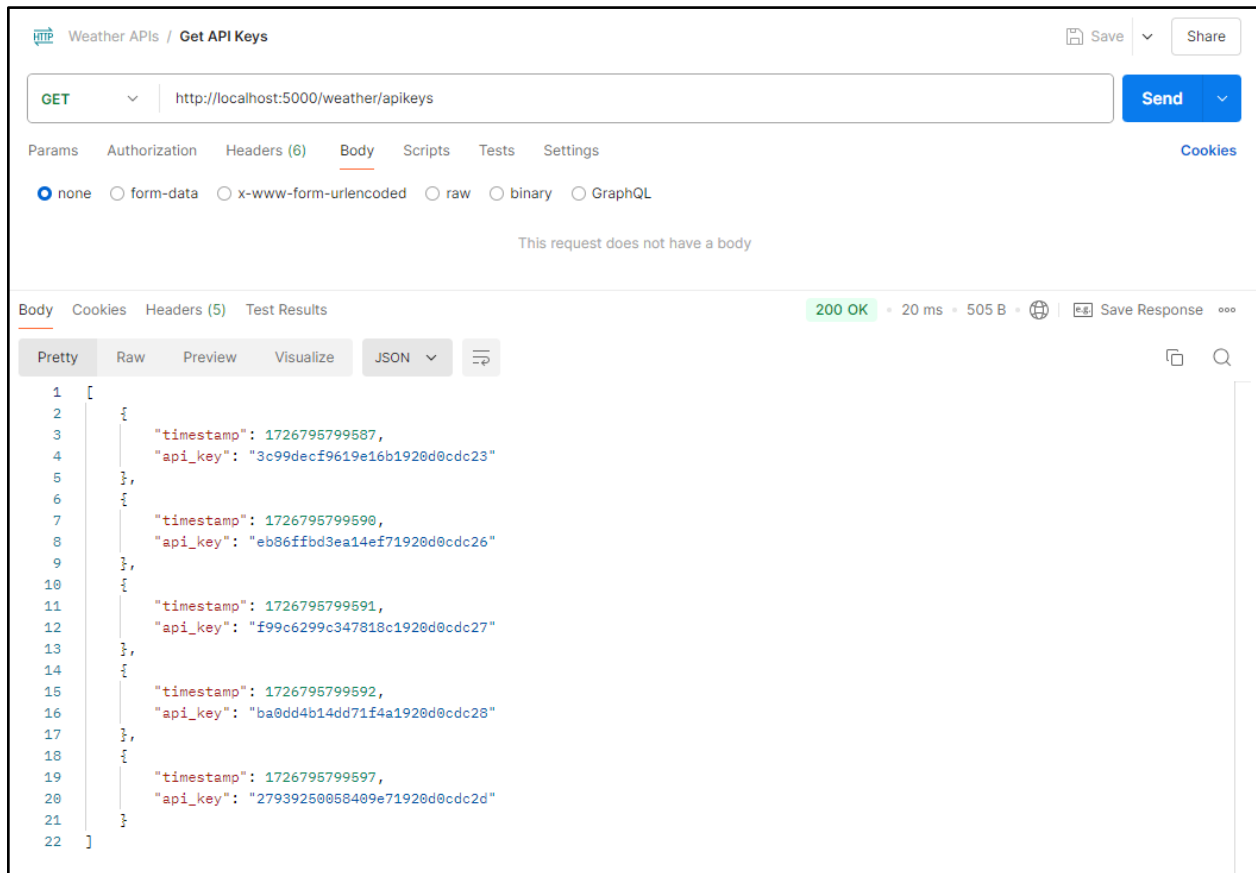 HTTP Weather APIs / Get API Keys Save Share
GET http://localhost:5000/weather/apikeys Send
Params Authorization Headers (6) Body Scripts Tests Settings Cookies
none form-data x-www-form-urlencoded raw binary GraphQL
This request does not have a body
Body Cookies Headers (5) Test Results 200 OK 20 ms 505 B e.g. Save Response
Pretty Raw Preview Visualize JSON
1 [
2 {
3 "timestamp": 1726795799587,
4 "api_key": "3c99decf9619e16b1920d0cdc23"
5 },
6 {
7 "timestamp": 1726795799590,
8 "api_key": "eb86ffbd3ea14ef71920d0cdc26"
9 },
10 {
11 "timestamp": 1726795799591,
12 "api_key": "f99c6299c347818c1920d0cdc27"
13 },
14 {
15 "timestamp": 1726795799592,
16 "api_key": "ba0dd4b14dd71f4a1920d0cdc28"
17 },
18 {
19 "timestamp": 1726795799597,
20 "api_key": "27939250058409e71920d0cdc2d"
21 }
22 ]